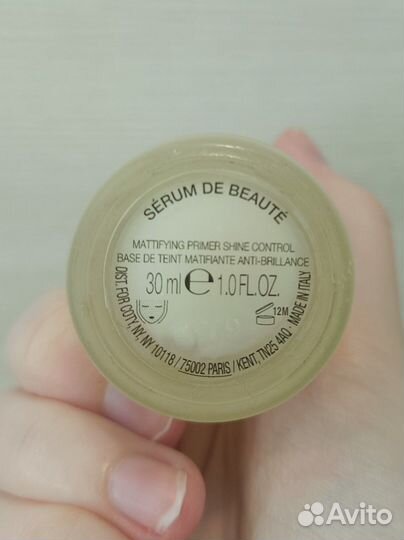 SÉRUM DE BEAUTÉ
MATTIFYING PRIMER SHINE CONTROL
BASE DE TEINT MATIFIANTE ANTI-BRILLANCE
30 ml ℮ 1.0 FL.OZ.
12M
DIST. FOR COTY, NY, NY 10118 / 75002 PARIS / KENT, TN25 4AQ · MADE IN ITALY
Avito